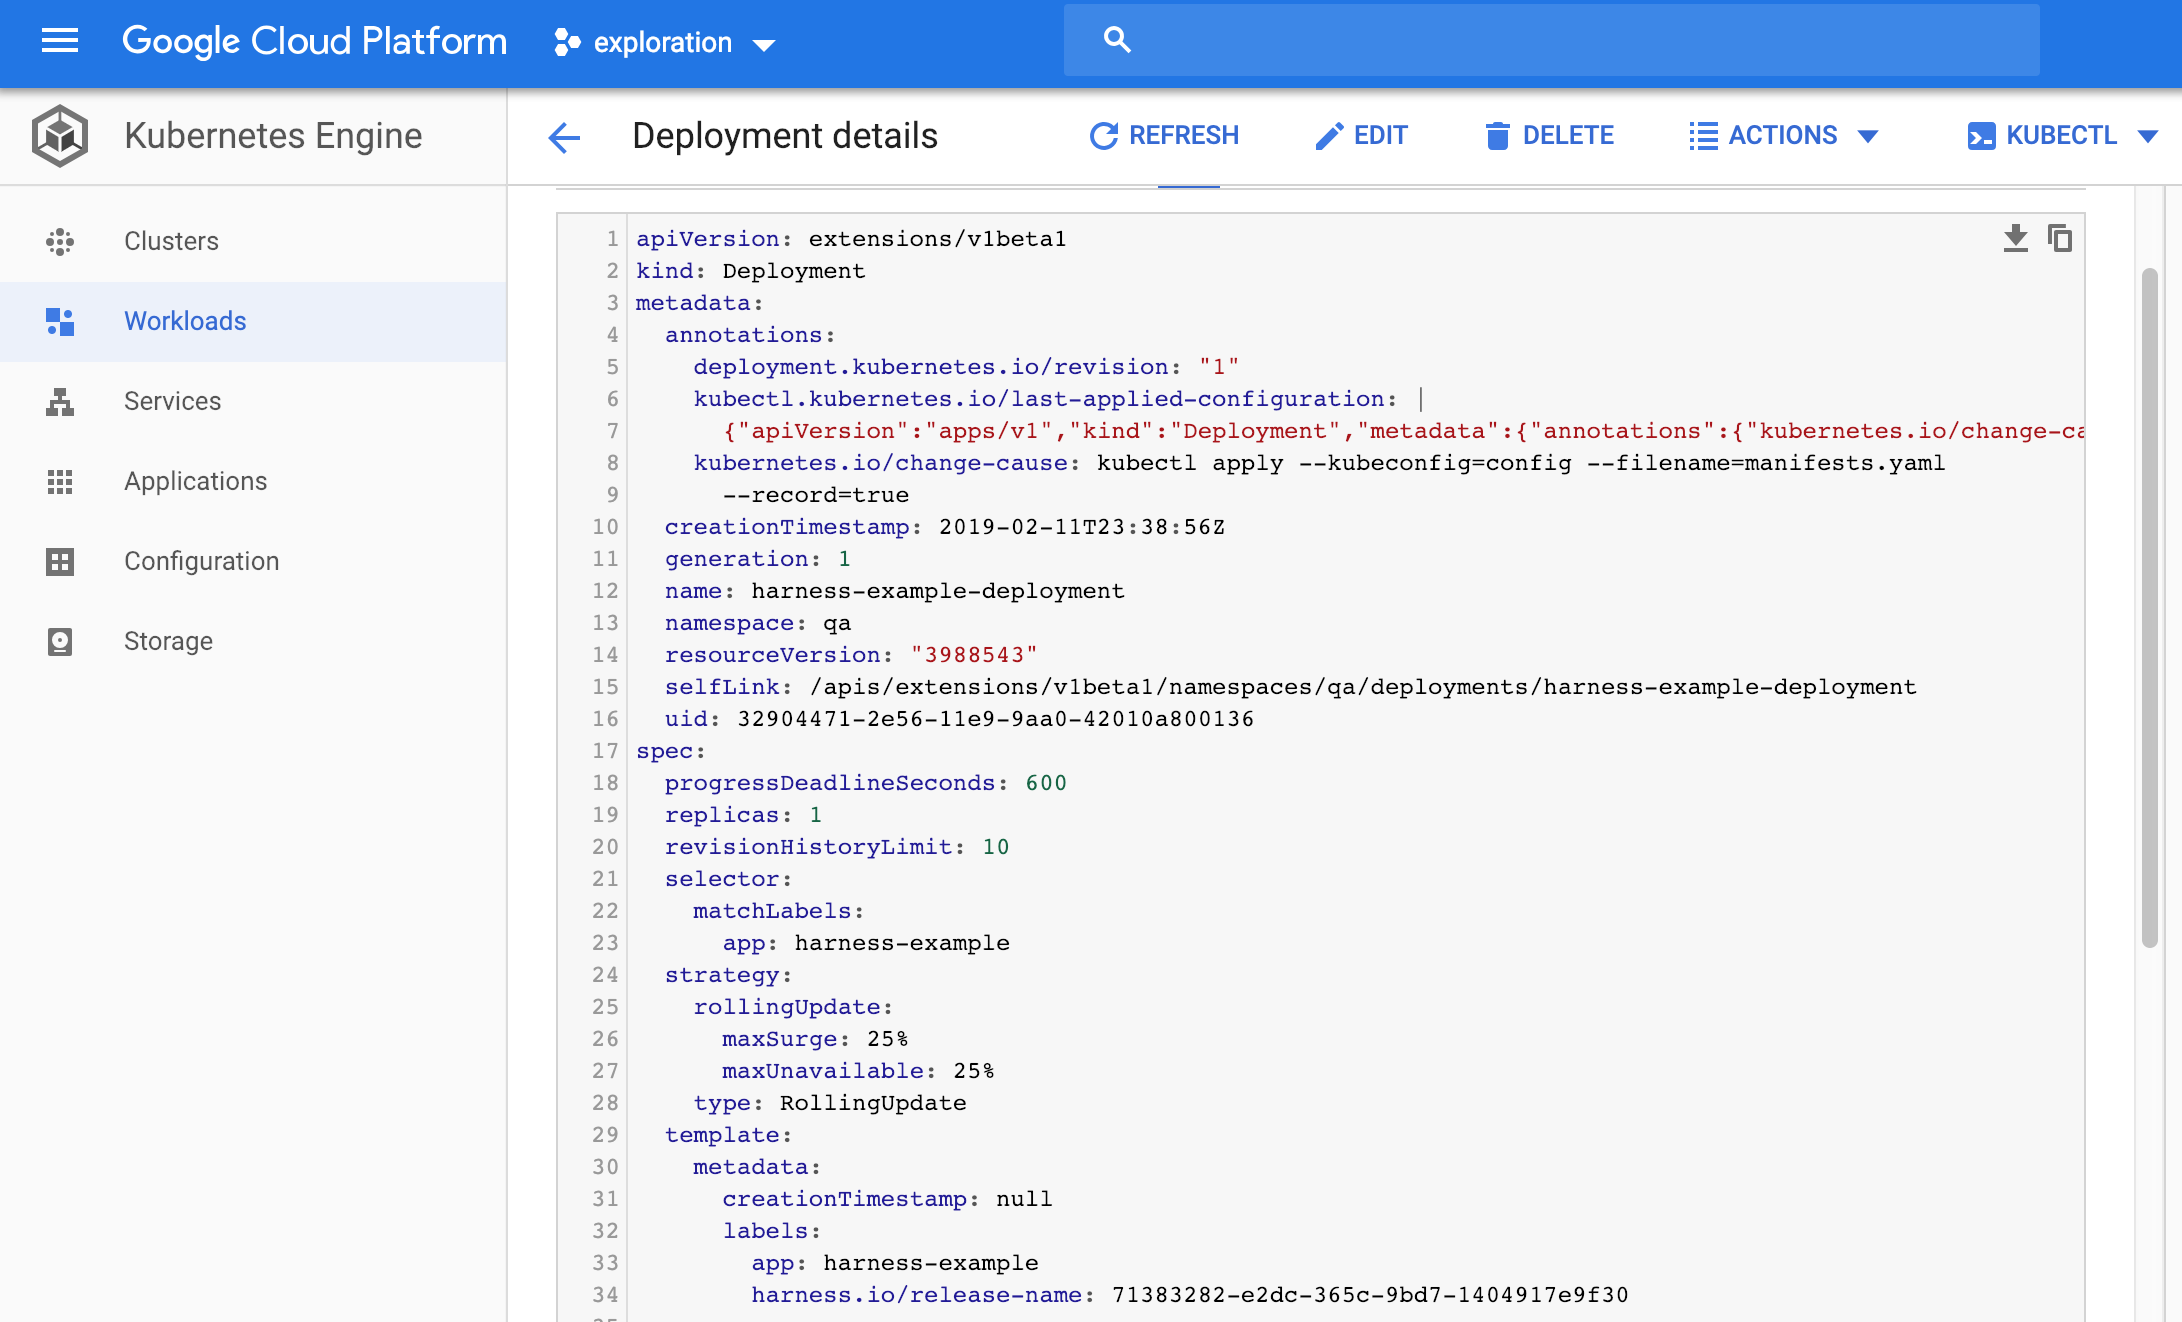 Google Cloud Platform
exploration
Kubernetes Engine
Deployment details
REFRESH
EDIT
DELETE
ACTIONS
KUBECTL
Clusters
Workloads
Services
Applications
Configuration
Storage
1 apiVersion: extensions/v1beta1
2 kind: Deployment
3 metadata:
4 annotations:
5 deployment.kubernetes.io/revision: "1"
6 kubectl.kubernetes.io/last-applied-configuration: |
7 {"apiVersion":"apps/v1","kind":"Deployment","metadata":{"annotations":{"kubernetes.io/change-ca
8 kubernetes.io/change-cause: kubectl apply --kubeconfig=config --filename=manifests.yaml
9 --record=true
10 creationTimestamp: 2019-02-11T23:38:56Z
11 generation: 1
12 name: harness-example-deployment
13 namespace: qa
14 resourceVersion: "3988543"
15 selfLink: /apis/extensions/v1beta1/namespaces/qa/deployments/harness-example-deployment
16 uid: 32904471-2e56-11e9-9aa0-42010a800136
17 spec:
18 progressDeadlineSeconds: 600
19 replicas: 1
20 revisionHistoryLimit: 10
21 selector:
22 matchLabels:
23 app: harness-example
24 strategy:
25 rollingUpdate:
26 maxSurge: 25%
27 maxUnavailable: 25%
28 type: RollingUpdate
29 template:
30 metadata:
31 creationTimestamp: null
32 labels:
33 app: harness-example
34 harness.io/release-name: 71383282-e2dc-365c-9bd7-1404917e9f30